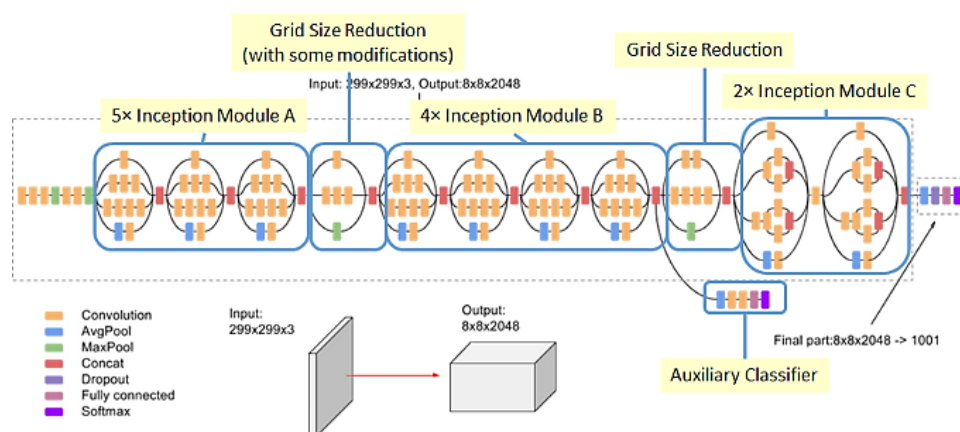 Grid Size Reduction
(with some modifications)
Grid Size Reduction
Input: 299x299x3, Output:8x8x2048
5× Inception Module A
4× Inception Module B
2× Inception Module C
Convolution
AvgPool
MaxPool
Concat
Dropout
Fully connected
Softmax
Input:
299x299x3
Output:
8x8x2048
Final part:8x8x2048 -> 1001
Auxiliary Classifier